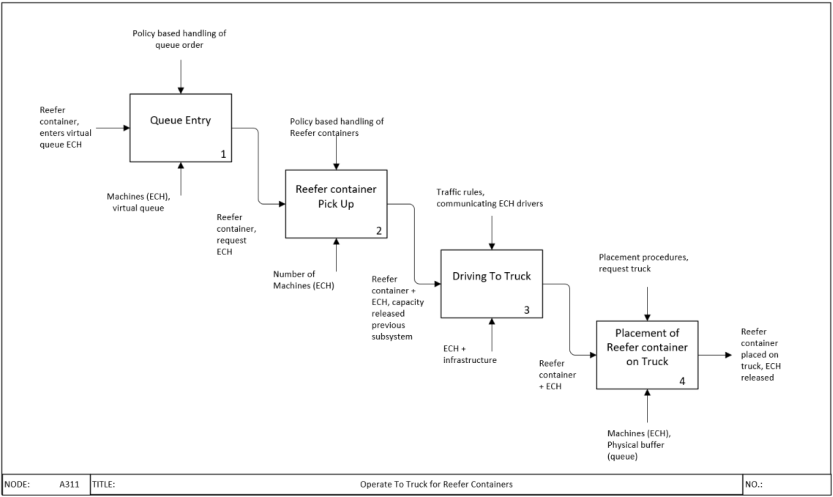 Policy based handling of
queue order
Reefer
container,
enters virtual
queue ECH
Queue Entry
1
Machines (ECH),
virtual queue
Reefer
container,
request
ECH
Policy based handling of
Reefer containers
Reefer container
Pick Up
2
Number of
Machines (ECH)
Reefer
container +
ECH, capacity
released
previous
subsystem
Traffic rules,
communicating ECH drivers
Driving To Truck
3
ECH +
infrastructure
Reefer
container
+ ECH
Placement procedures,
request truck
Placement of
Reefer container
on Truck
4
Machines (ECH),
Physical buffer
(queue)
Reefer
container
placed on
truck, ECH
released
NODE: A311 TITLE: Operate To Truck for Reefer Containers NO.: